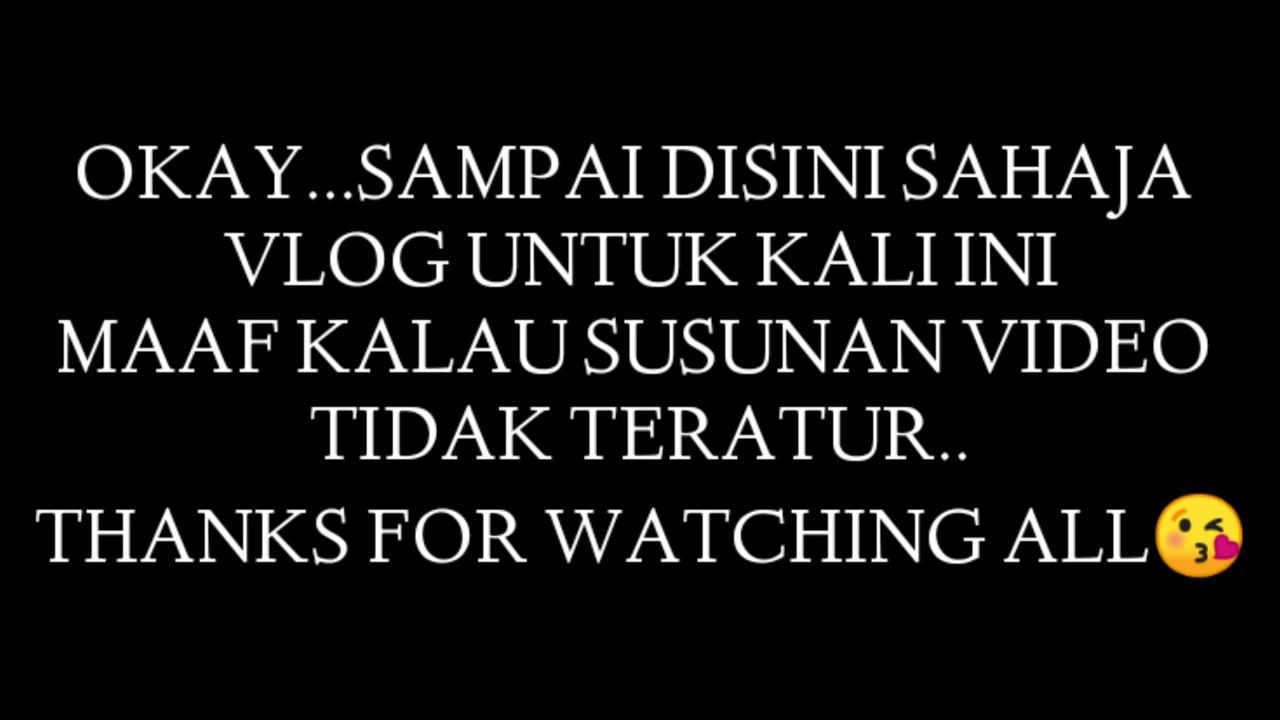 OKAY...SAMPAI DISINI SAHAJA
VLOG UNTUK KALI INI
MAAF KALAU SUSUNAN VIDEO
TIDAK TERATUR..
THANKS FOR WATCHING ALL😘